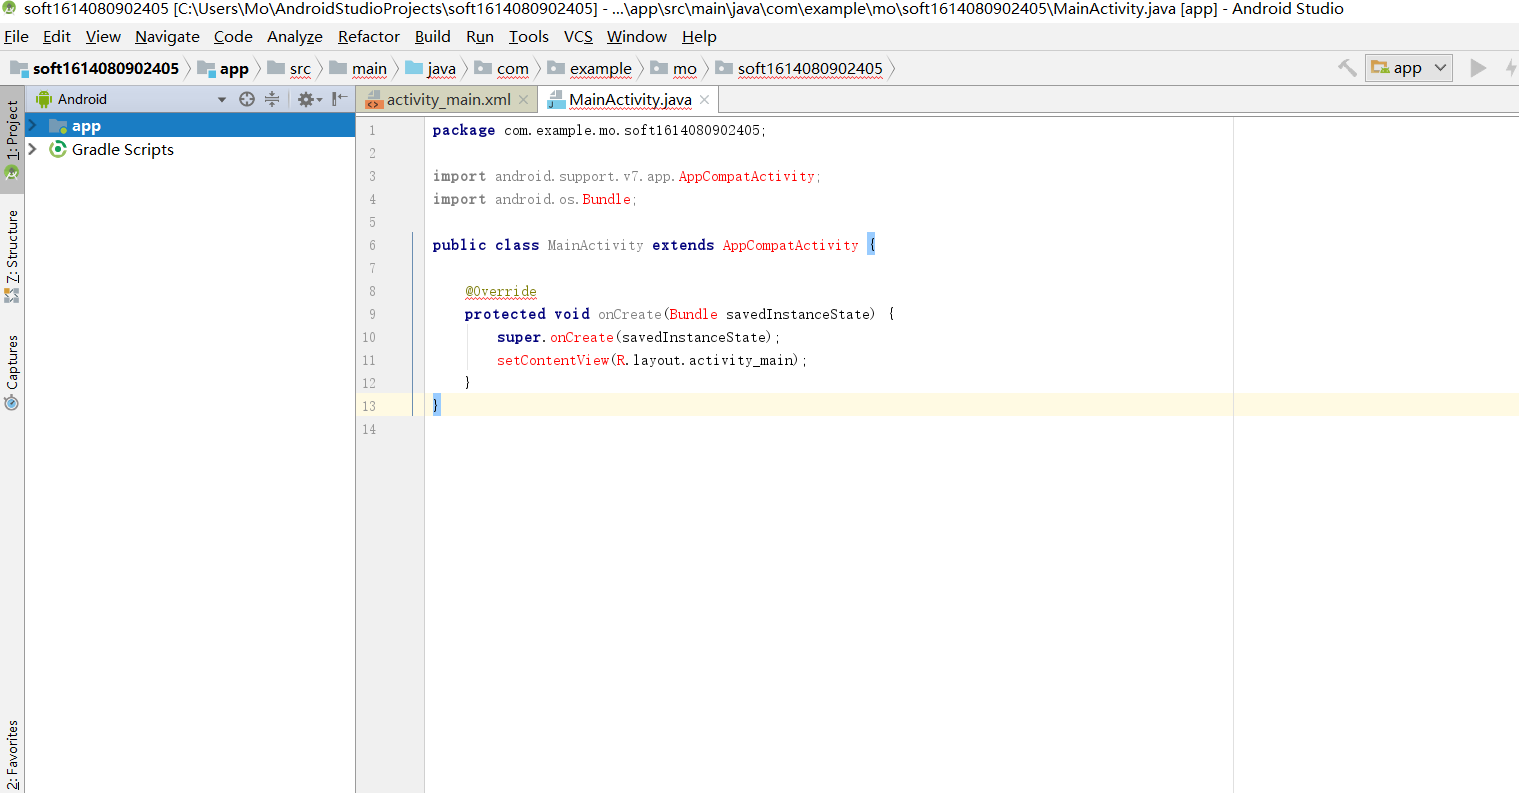 soft1614080902405 [C:\Users\Mo\AndroidStudioProjects\soft1614080902405] - ...\app\src\main\java\com\example\mo\soft1614080902405\MainActivity.java [app] - Android Studio
File Edit View Navigate Code Analyze Refactor Build Run Tools VCS Window Help
soft1614080902405 app src main java com example mo soft1614080902405 app
Android
activity_main.xml MainActivity.java
app
Gradle Scripts
1: Project
7: Structure
Captures
2: Favorites
1 package com.example.mo.soft1614080902405;
2
3 import android.support.v7.app.AppCompatActivity;
4 import android.os.Bundle;
5
6 public class MainActivity extends AppCompatActivity {
7
8 @Override
9 protected void onCreate(Bundle savedInstanceState) {
10 super.onCreate(savedInstanceState);
11 setContentView(R.layout.activity_main);
12 }
13 }
14